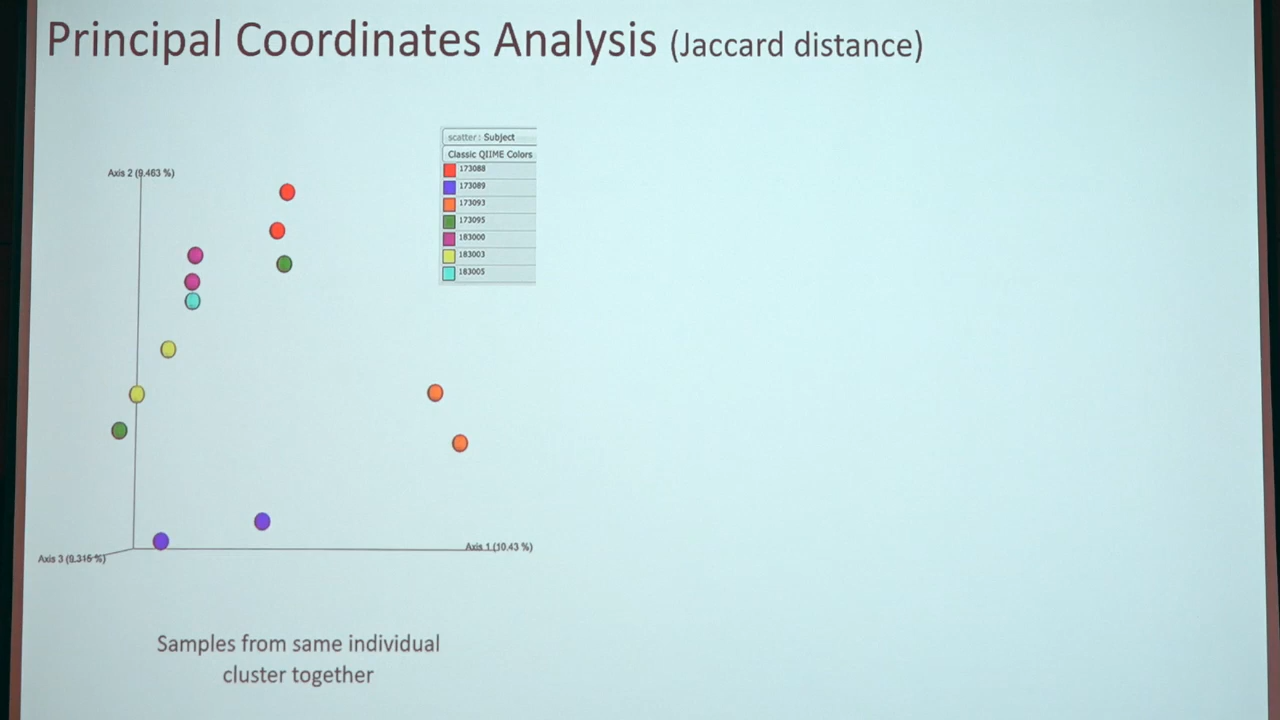 Principal Coordinates Analysis (Jaccard distance)
scatter : Subject
Classic QIIME Colors
173088
173089
173093
173095
183000
183003
183005
Axis 2 (9.463 %)
Axis 1 (10.43 %)
Axis 3 (9.315 %)
Samples from same individual
cluster together